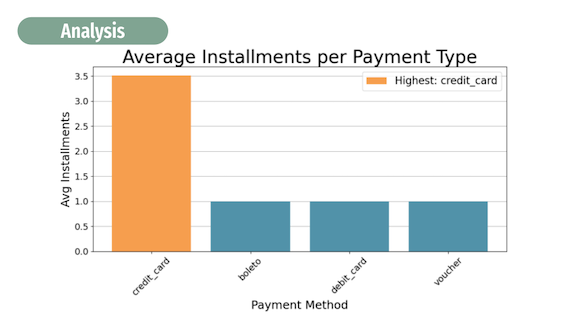 Analysis
Average Installments per Payment Type
Highest: credit_card
Avg Installments
3.5
3.0
2.5
2.0
1.5
1.0
0.5
0.0
credit_card
boleto
debit_card
voucher
Payment Method